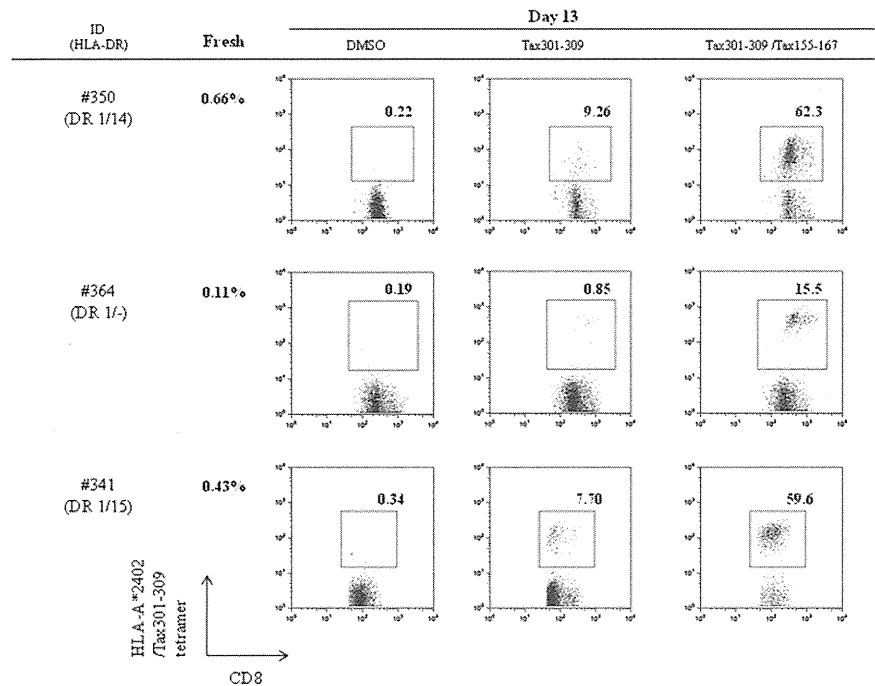 ID
(HLA-DR)
Fresh
Day 13
DMSO
Tax301-309
Tax301-309 /Tax155-167
#350
(DR 1/14)
0.66%
0.22
9.26
62.3
#364
(DR 1/-)
0.11%
0.19
0.85
15.5
#341
(DR 1/15)
0.43%
0.34
7.70
59.6
HLA-A*2402
/Tax301-309
tetramer
CD8